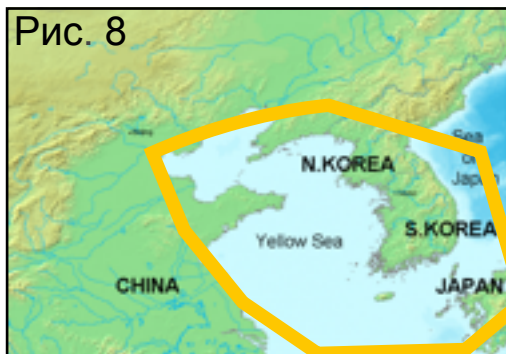 Рис. 8
Sea
of
Japan
N.KOREA
S.KOREA
Yellow Sea
CHINA
JAPAN